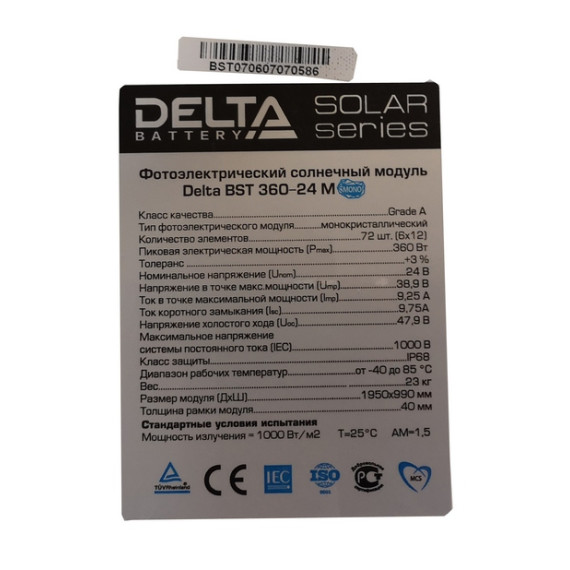 BST070607070586
DELTA
BATTERY
SOLAR
series
Фотоэлектрический солнечный модуль
Delta BST 360-24 M MONO
Класс качества Grade A
Тип фотоэлектрического модуля монокристаллический
Количество элементов 72 шт. (6x12)
Пиковая электрическая мощность (Pmax) 360 Вт
Толеранс +3 %
Номинальное напряжение (Unom) 24 В
Напряжение в точке макс.мощности (Ump) 38,9 В
Ток в точке максимальной мощности (Imp) 9,25 А
Ток короткого замыкания (Isc) 9,75А
Напряжение холостого хода (Uoc) 47,9 В
Максимальное напряжение
системы постоянного тока (IEC) 1000 В
Класс защиты IP68
Диапазон рабочих температур от -40 до 85 °C
Вес 23 кг
Размер модуля (ДхШ) 1950x990 мм
Толщина рамки модуля 40 мм
Стандартные условия испытания
Мощность излучения = 1000 Вт/м2 T=25°C AM=1,5
TÜVRheinland CE IEC ISO MCS